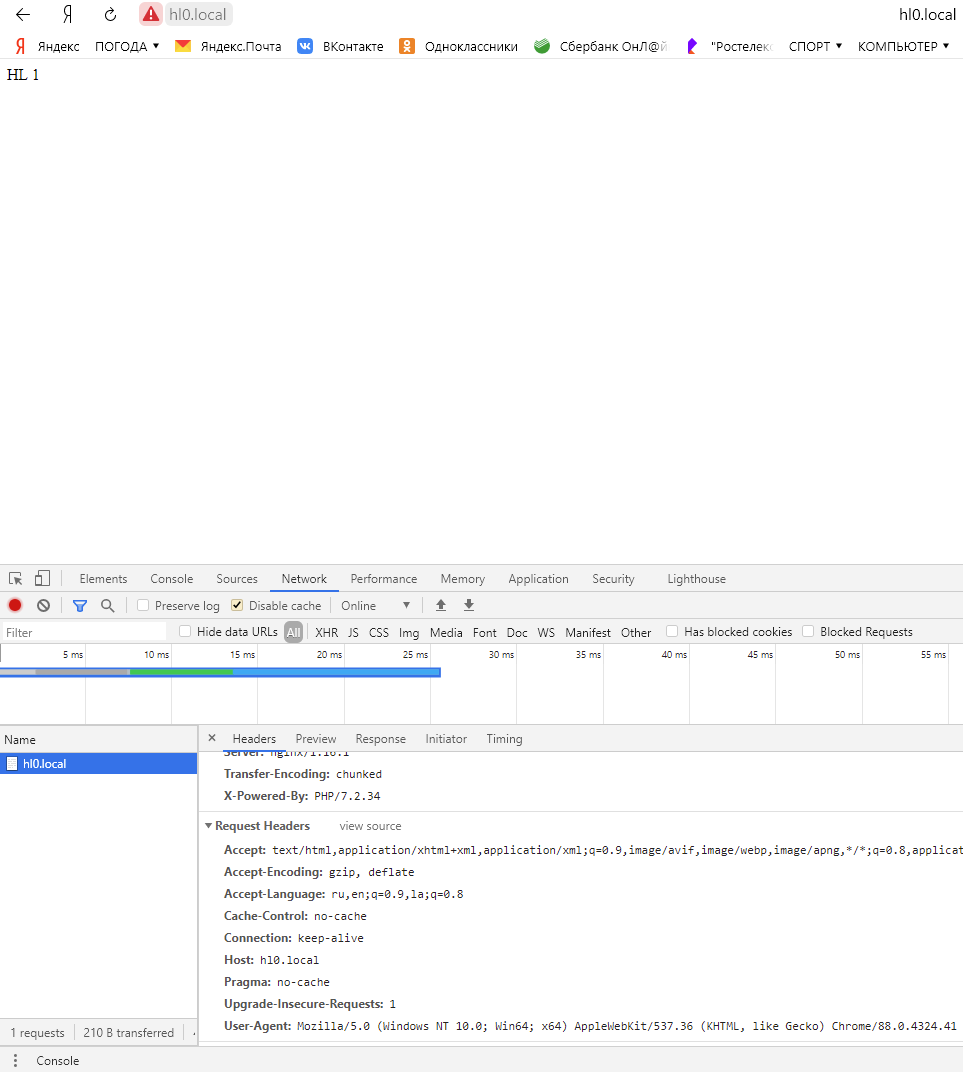 hl0.local hl0.local
Яндекс ПОГОДА ▼ Яндекс.Почта ВКонтакте Одноклассники Сбербанк ОнЛ@й "Ростелек СПОРТ ▼ КОМПЬЮТЕР ▼
HL 1
Elements Console Sources Network Performance Memory Application Security Lighthouse
Preserve log Disable cache Online ▼
Filter Hide data URLs All XHR JS CSS Img Media Font Doc WS Manifest Other Has blocked cookies Blocked Requests
5 ms 10 ms 15 ms 20 ms 25 ms 30 ms 35 ms 40 ms 45 ms 50 ms 55 ms
Name × Headers Preview Response Initiator Timing
Server: nginx/1.18.1
hl0.local
Transfer-Encoding: chunked
X-Powered-By: PHP/7.2.34
Request Headers view source
Accept: text/html,application/xhtml+xml,application/xml;q=0.9,image/avif,image/webp,image/apng,*/*;q=0.8,applicat
Accept-Encoding: gzip, deflate
Accept-Language: ru,en;q=0.9,la;q=0.8
Cache-Control: no-cache
Connection: keep-alive
Host: hl0.local
Pragma: no-cache
Upgrade-Insecure-Requests: 1
User-Agent: Mozilla/5.0 (Windows NT 10.0; Win64; x64) AppleWebKit/537.36 (KHTML, like Gecko) Chrome/88.0.4324.41
1 requests 210 B transferred
Console